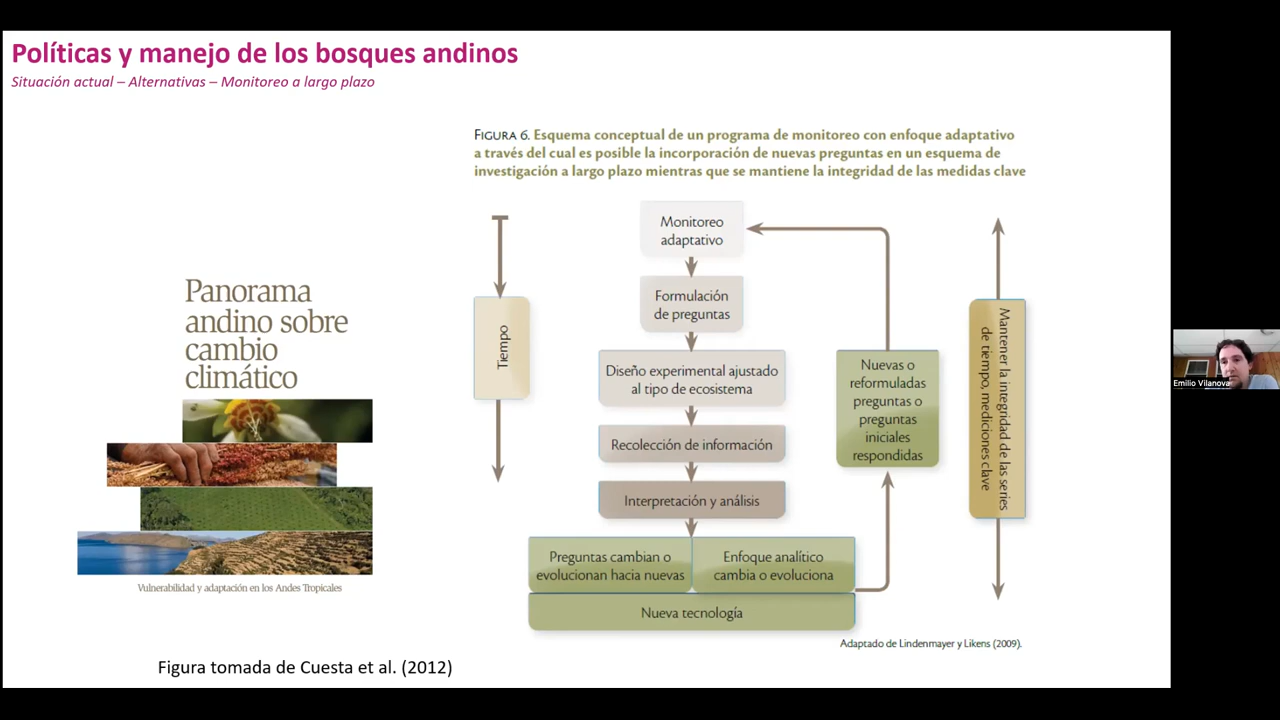 Políticas y manejo de los bosques andinos
Situación actual – Alternativas – Monitoreo a largo plazo
FIGURA 6. Esquema conceptual de un programa de monitoreo con enfoque adaptativo
a través del cual es posible la incorporación de nuevas preguntas en un esquema de
investigación a largo plazo mientras que se mantiene la integridad de las medidas clave
Panorama
andino sobre
cambio
climático
Vulnerabilidad y adaptación en los Andes Tropicales
Figura tomada de Cuesta et al. (2012)
Tiempo
Monitoreo
adaptativo
Formulación
de preguntas
Diseño experimental ajustado
al tipo de ecosistema
Recolección de información
Interpretación y análisis
Preguntas cambian o
evolucionan hacia nuevas
Enfoque analítico
cambia o evoluciona
Nueva tecnología
Nuevas o
reformuladas
preguntas o
preguntas
iniciales
respondidas
Mantener la integridad de las series
de tiempo, mediciones clave
Adaptado de Lindenmayer y Likens (2009).
Emilio Vilanova